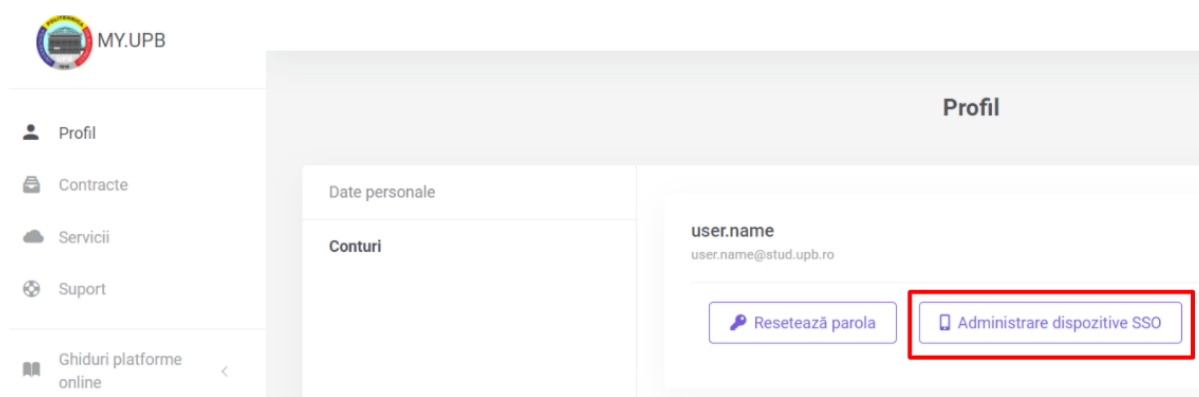 POLITEHNICA
MY.UPB
Profil
Contracte
Servicii
Suport
Ghiduri platforme
online
Profil
Date personale
Conturi
user.name
user.name@stud.upb.ro
Resetează parola
Administrare dispozitive SSO